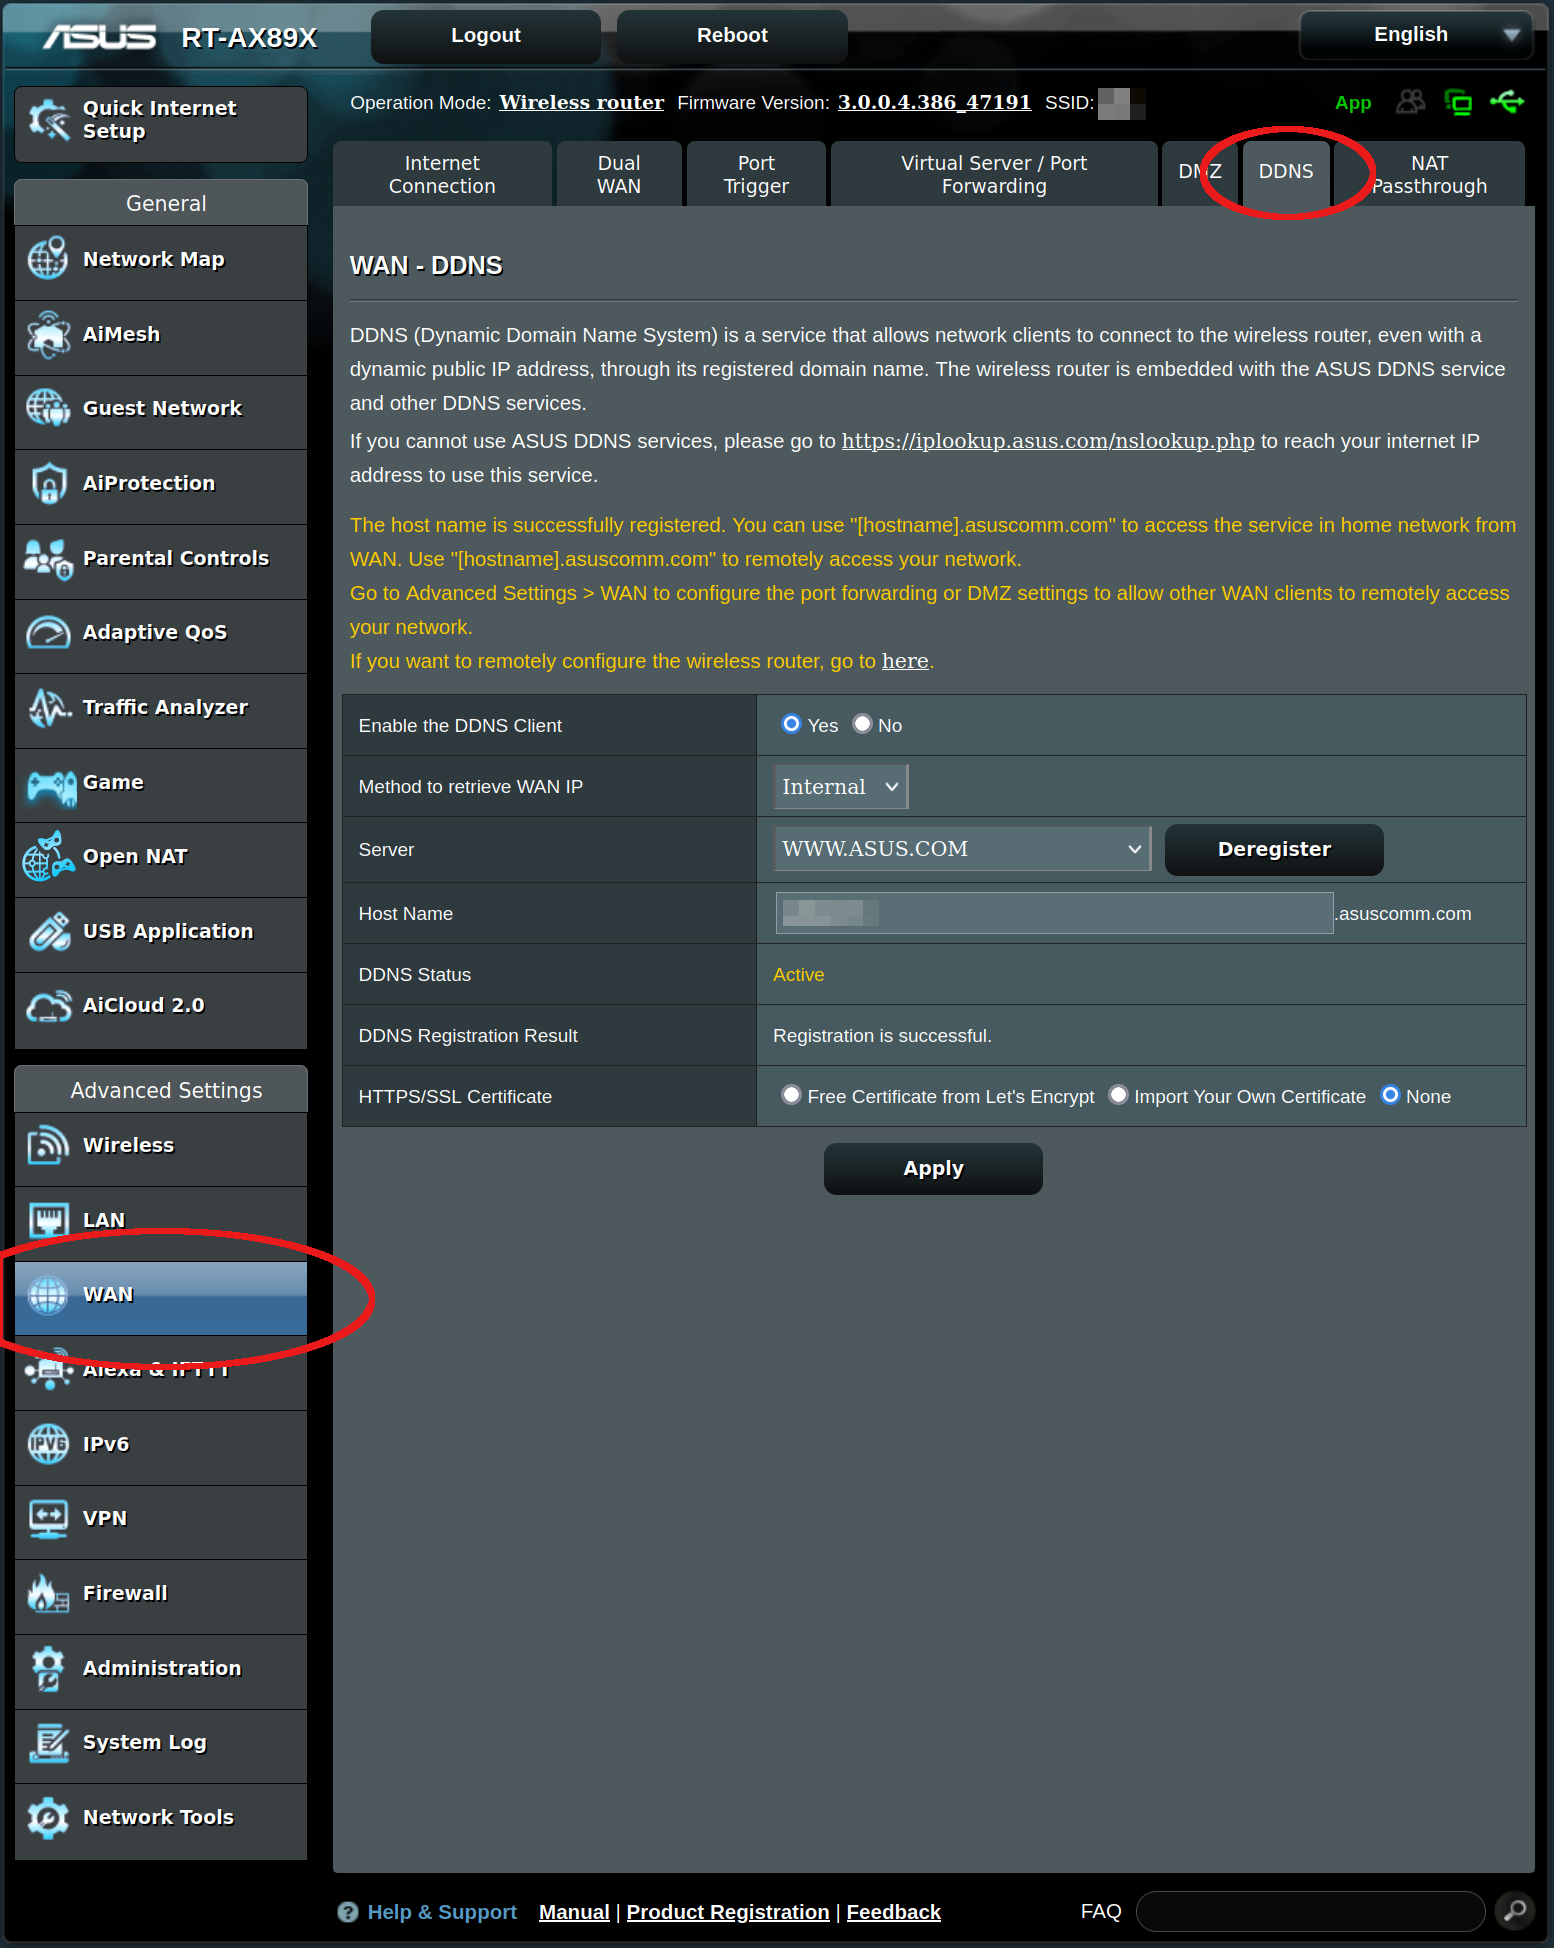 ASUS RT-AX89X Logout Reboot English
Quick Internet
Setup
General
Network Map
AiMesh
Guest Network
AiProtection
Parental Controls
Adaptive QoS
Traffic Analyzer
Game
Open NAT
USB Application
AiCloud 2.0
Advanced Settings
Wireless
LAN
WAN
Alexa & IFTTT
IPv6
VPN
Firewall
Administration
System Log
Network Tools
Operation Mode: Wireless router Firmware Version: 3.0.0.4.386_47191 SSID:
App
Internet
Connection
Dual
WAN
Port
Trigger
Virtual Server / Port
Forwarding
DMZ
DDNS
NAT
Passthrough
WAN - DDNS
DDNS (Dynamic Domain Name System) is a service that allows network clients to connect to the wireless router, even with a
dynamic public IP address, through its registered domain name. The wireless router is embedded with the ASUS DDNS service
and other DDNS services.
If you cannot use ASUS DDNS services, please go to https://iplookup.asus.com/nslookup.php to reach your internet IP
address to use this service.
The host name is successfully registered. You can use "[hostname].asuscomm.com" to access the service in home network from
WAN. Use "[hostname].asuscomm.com" to remotely access your network.
Go to Advanced Settings > WAN to configure the port forwarding or DMZ settings to allow other WAN clients to remotely access
your network.
If you want to remotely configure the wireless router, go to here.
Enable the DDNS Client Yes No
Method to retrieve WAN IP Internal
Server WWW.ASUS.COM Deregister
Host Name .asuscomm.com
DDNS Status Active
DDNS Registration Result Registration is successful.
HTTPS/SSL Certificate Free Certificate from Let's Encrypt Import Your Own Certificate None
Apply
? Help & Support Manual | Product Registration | Feedback FAQ